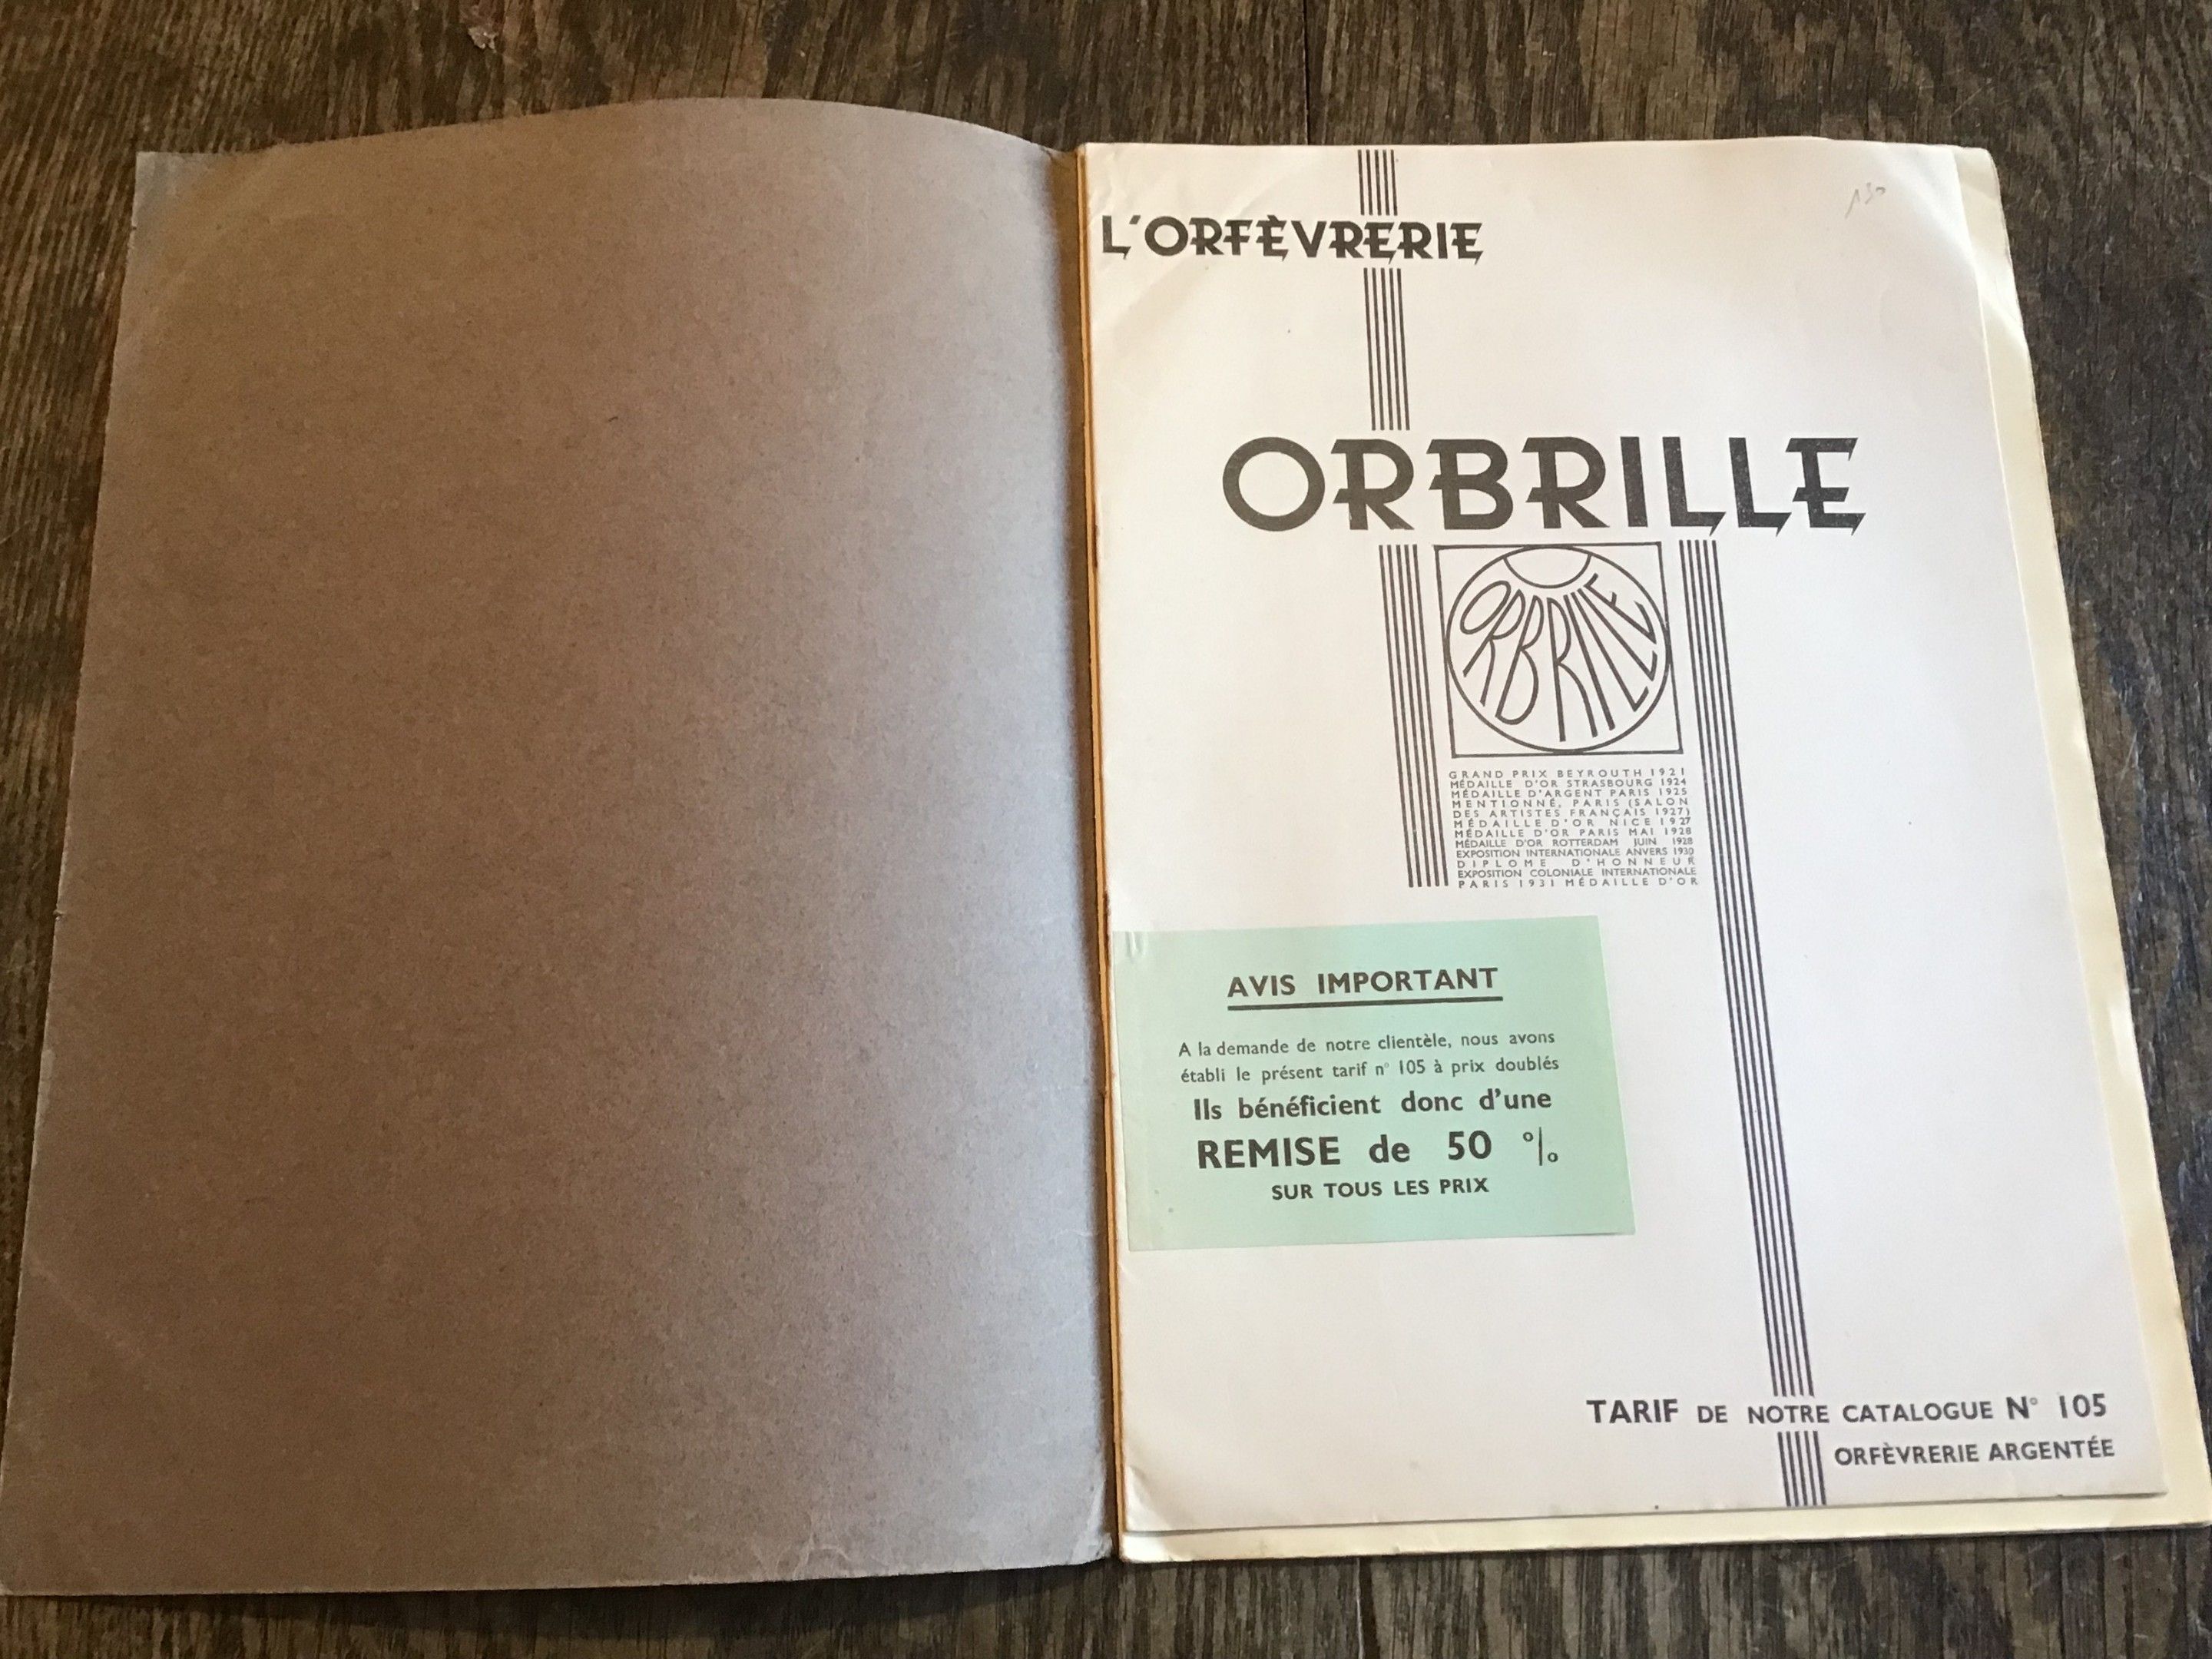 L'ORFÈVRERIE
ORBRILLE
ORBRILLE
GRAND PRIX BEYROUTH 1921
MÉDAILLE D'OR STRASBOURG 1924
MÉDAILLE D'ARGENT PARIS 1925
MENTIONNÉ, PARIS (SALON
DES ARTISTES FRANÇAIS 1927)
MÉDAILLE D'OR NICE 1927
MÉDAILLE D'OR PARIS MAI 1928
MÉDAILLE D'OR ROTTERDAM JUIN 1928
EXPOSITION INTERNATIONALE ANVERS 1930
DIPLOME D'HONNEUR
EXPOSITION COLONIALE INTERNATIONALE
PARIS 1931 MÉDAILLE D'OR
AVIS IMPORTANT
A la demande de notre clientèle, nous avons
établi le présent tarif n° 105 à prix doublés
Ils bénéficient donc d'une
REMISE de 50 %
SUR TOUS LES PRIX
TARIF DE NOTRE CATALOGUE N° 105
ORFÈVRERIE ARGENTÉE